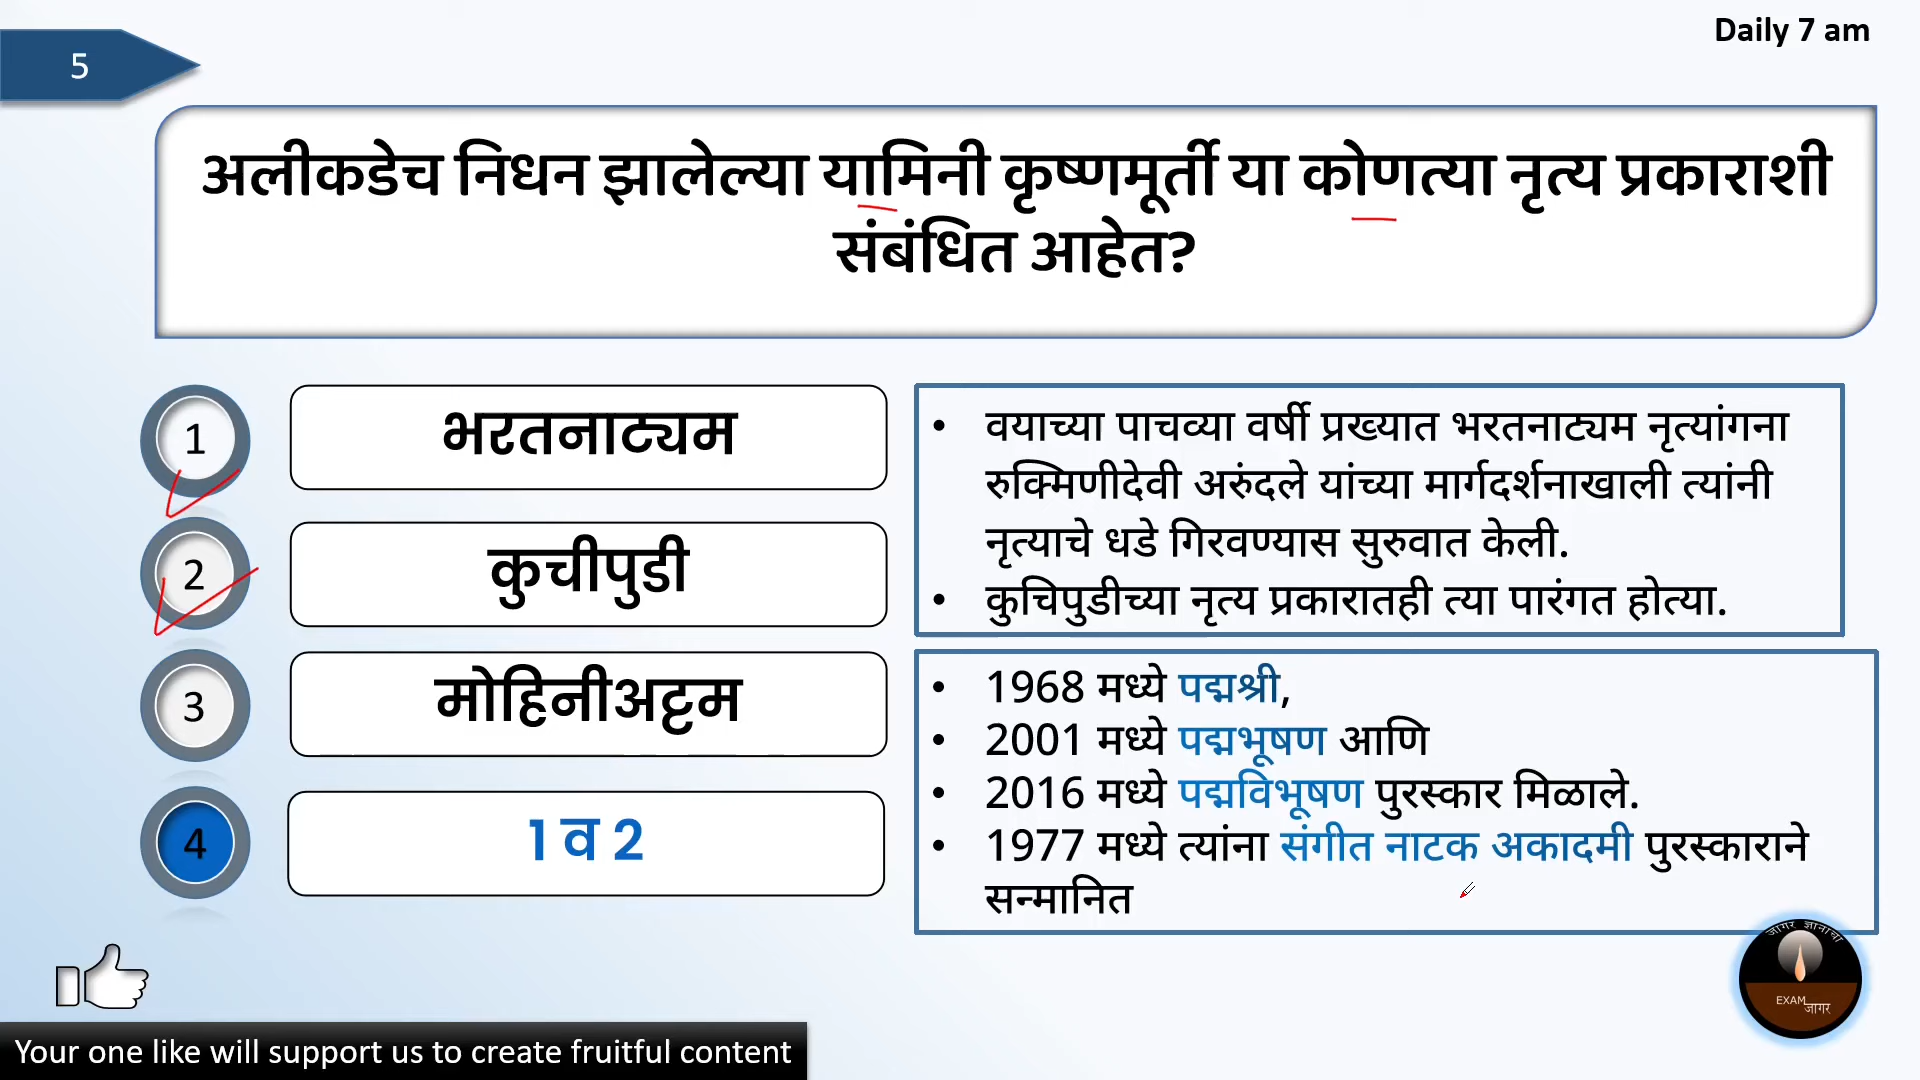 Daily 7 am
5
अलीकडेच निधन झालेल्या यामिनी कृष्णमूर्ती या कोणत्या नृत्य प्रकाराशी
संबंधित आहेत?
1
भरतनाट्यम
2
कुचीपुडी
3
मोहिनीअट्टम
4
1 व 2
• वयाच्या पाचव्या वर्षी प्रख्यात भरतनाट्यम नृत्यांगना
रुक्मिणीदेवी अरुंदले यांच्या मार्गदर्शनाखाली त्यांनी
नृत्याचे धडे गिरवण्यास सुरुवात केली.
• कुचिपुडीच्या नृत्य प्रकारातही त्या पारंगत होत्या.
• 1968 मध्ये पद्मश्री,
• 2001 मध्ये पद्मभूषण आणि
• 2016 मध्ये पद्मविभूषण पुरस्कार मिळाले.
• 1977 मध्ये त्यांना संगीत नाटक अकादमी पुरस्काराने
सन्मानित
जागर ज्ञानाचा
EXAM
जागर
Your one like will support us to create fruitful content